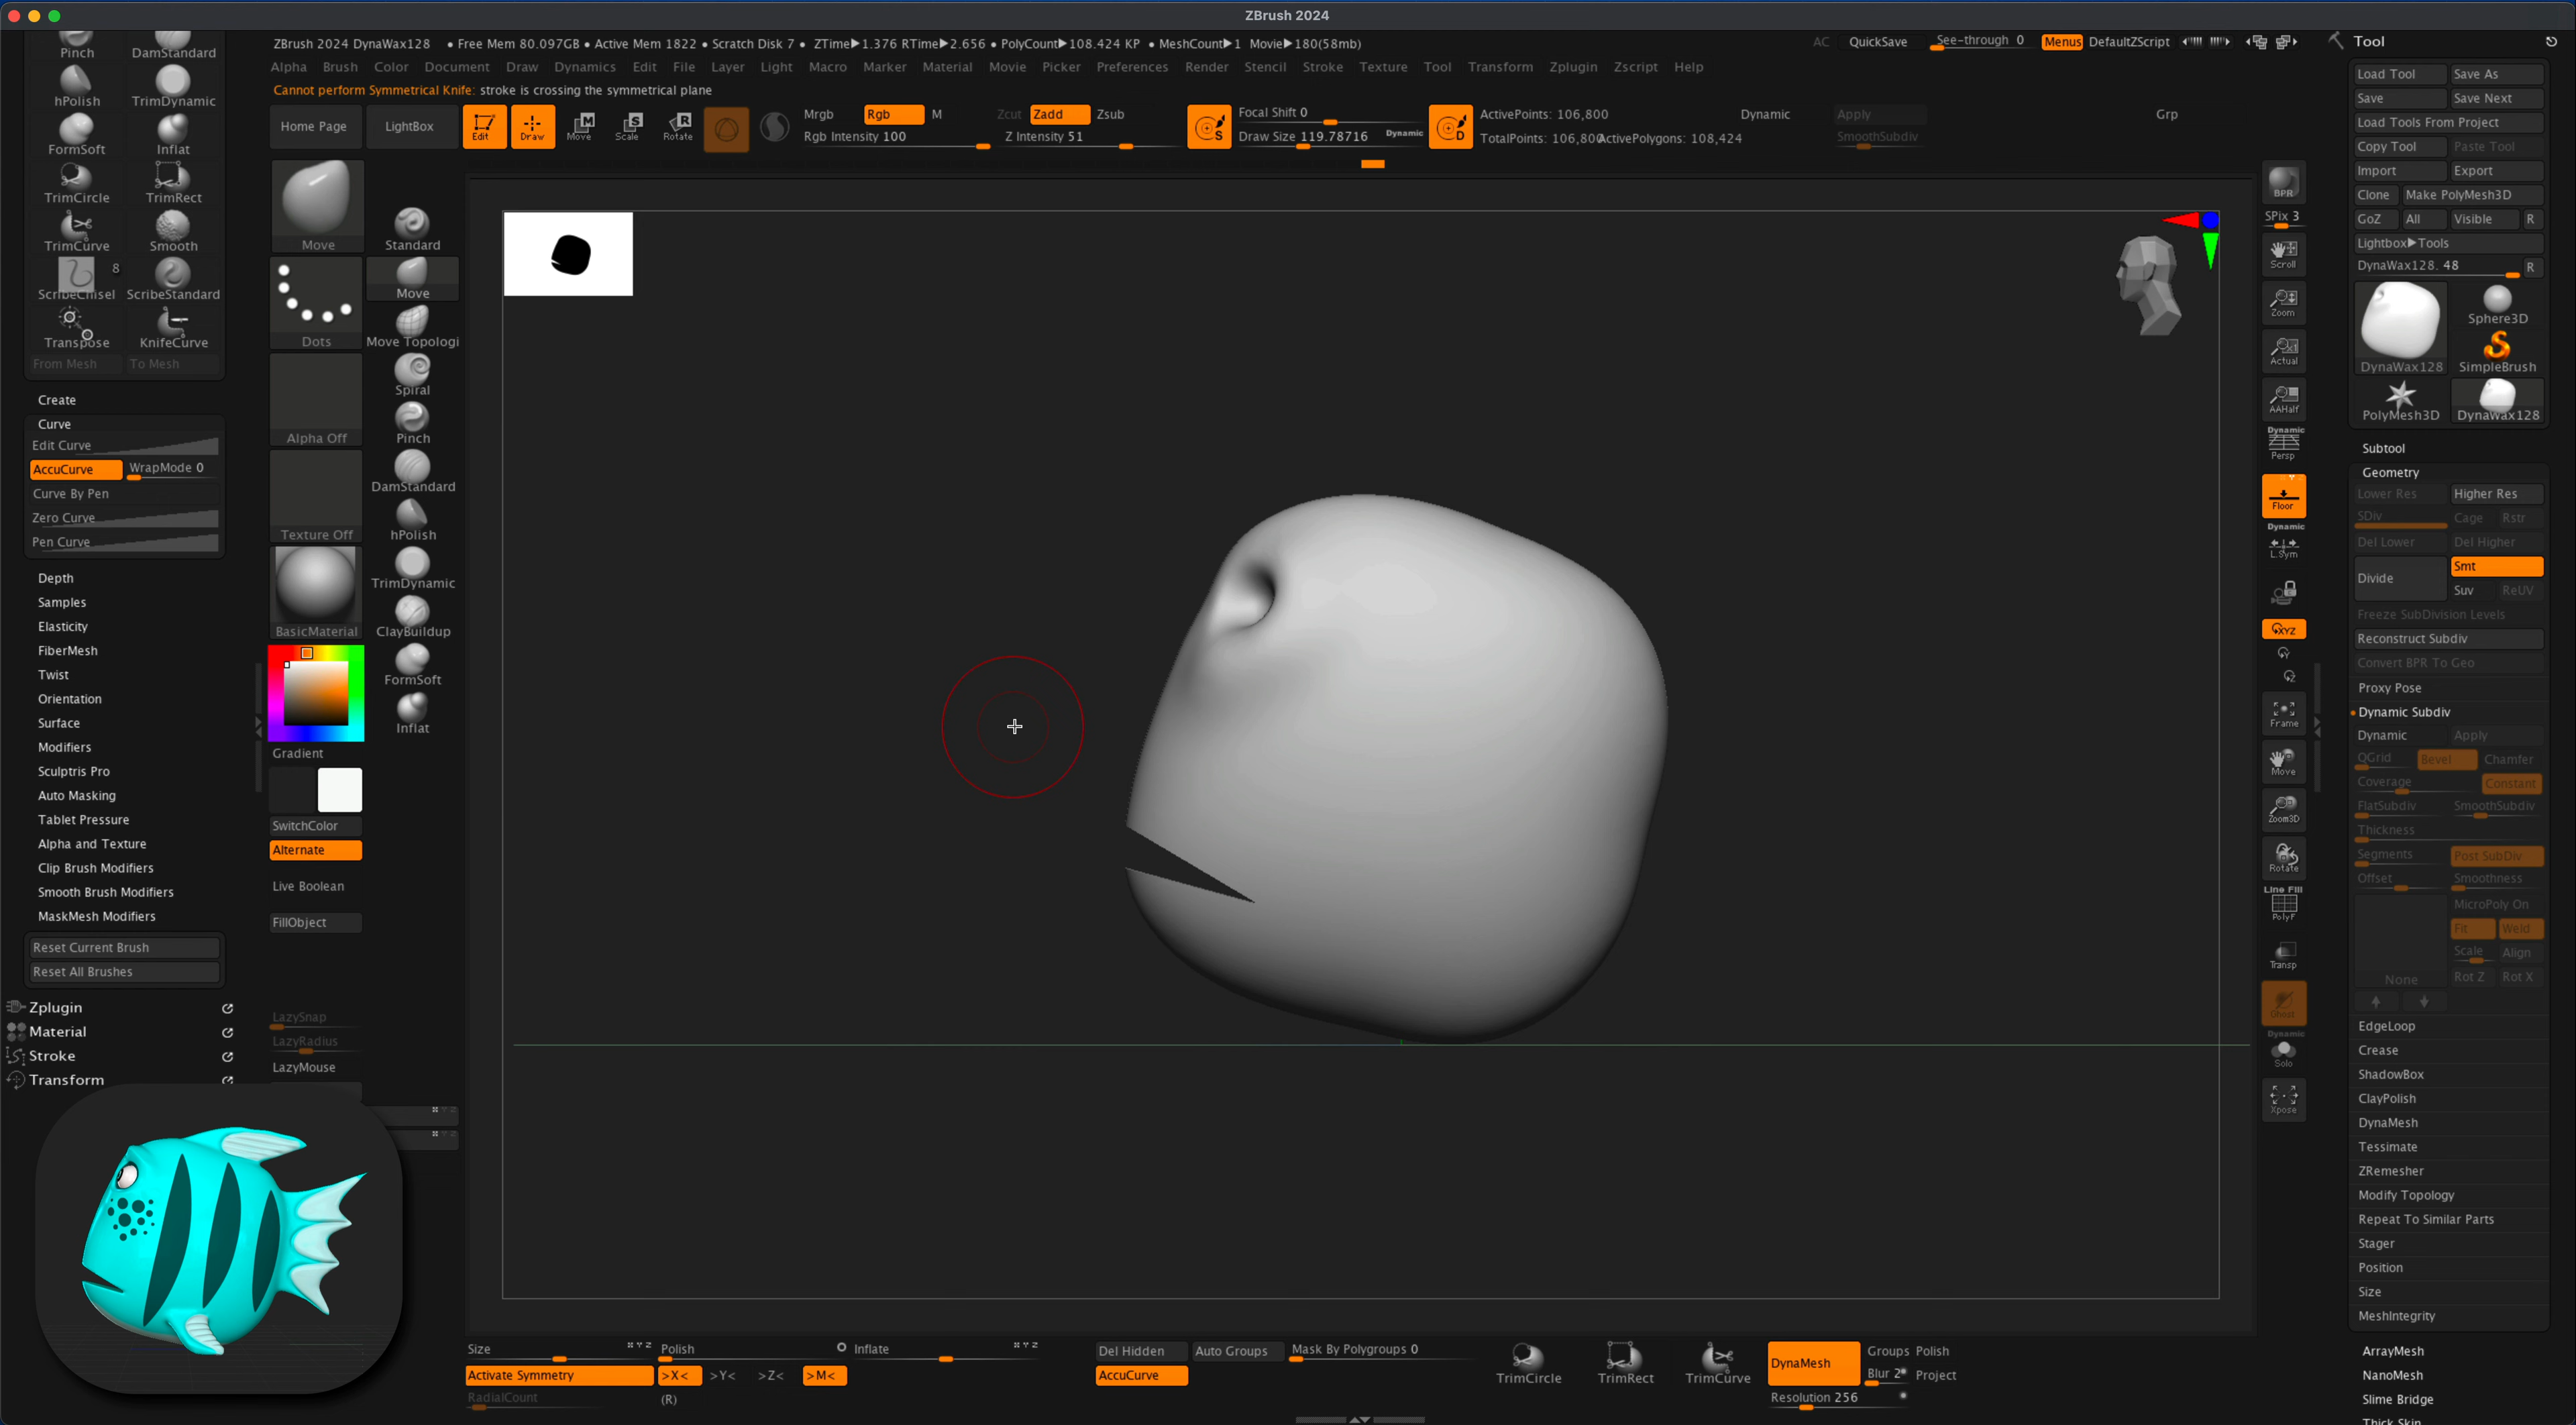 ZBrush 2024
ZBrush 2024 DynaWax128 • Free Mem 80.097GB • Active Mem 1822 • Scratch Disk 7 • ZTime▶1.376 RTime▶2.656 • PolyCount▶108.424 KP • MeshCount▶1 Movie▶180(58mb)
AC QuickSave See-through 0 Menus DefaultZScript
Alpha Brush Color Document Draw Dynamics Edit File Layer Light Macro Marker Material Movie Picker Preferences Render Stencil Stroke Texture Tool Transform Zplugin Zscript Help
Cannot perform Symmetrical Knife: stroke is crossing the symmetrical plane
Home Page LightBox Edit Draw Move Scale Rotate
Mrgb Rgb M Zcut Zadd Zsub
Rgb Intensity 100 Z Intensity 51
Focal Shift 0
Draw Size 119.78716 Dynamic
ActivePoints: 106,800 Dynamic Apply Grp
TotalPoints: 106,800 ActivePolygons: 108,424 SmoothSubdiv
Pinch DamStandard
hPolish TrimDynamic
FormSoft Inflat
TrimCircle TrimRect
TrimCurve Smooth
8
ScribeChisel ScribeStandard
Transpose KnifeCurve
From Mesh To Mesh
Create
Curve
Edit Curve
AccuCurve WrapMode 0
Curve By Pen
Zero Curve
Pen Curve
Depth
Samples
Elasticity
FiberMesh
Twist
Orientation
Surface
Modifiers
Sculptris Pro
Auto Masking
Tablet Pressure
Alpha and Texture
Clip Brush Modifiers
Smooth Brush Modifiers
MaskMesh Modifiers
Reset Current Brush
Reset All Brushes
Zplugin
Material
Stroke
Transform
Move
Dots
Alpha Off
Texture Off
BasicMaterial
Gradient
SwitchColor
Alternate
Live Boolean
FillObject
LazySnap
LazyRadius
LazyMouse
Standard
Move
Move Topologi
Spiral
Pinch
DamStandard
hPolish
TrimDynamic
ClayBuildup
FormSoft
Inflat
BPR
SPix 3
Scroll
Zoom
Actual
AAHalf
Dynamic
Persp
Floor
Dynamic
L.Sym
XYZ
Frame
Move
Zoom3D
Rotate
Line Fill
PolyF
Transp
Ghost
Dynamic
Solo
Xpose
Tool
Load Tool Save As
Save Save Next
Load Tools From Project
Copy Tool Paste Tool
Import Export
Clone Make PolyMesh3D
GoZ All Visible R
Lightbox▶Tools
DynaWax128. 48 R
DynaWax128 Sphere3D
SimpleBrush
PolyMesh3D DynaWax128
Subtool
Geometry
Lower Res Higher Res
SDiv Cage Rstr
Del Lower Del Higher
Divide Smt
Suv ReUV
Freeze SubDivision Levels
Reconstruct Subdiv
Convert BPR To Geo
Proxy Pose
Dynamic Subdiv
Dynamic Apply
QGrid Bevel Chamfer
Coverage Constant
FlatSubdiv SmoothSubdiv
Thickness
Segments Post SubDiv
Offset Smoothness
MicroPoly On
Fit Weld
Scale Align
None Rot Z Rot X
EdgeLoop
Crease
ShadowBox
ClayPolish
DynaMesh
Tessimate
ZRemesher
Modify Topology
Repeat To Similar Parts
Stager
Position
Size
MeshIntegrity
ArrayMesh
NanoMesh
Slime Bridge
Thick Skin
Size Polish Inflate
Activate Symmetry >X< >Y< >Z< >M<
RadialCount (R)
Del Hidden Auto Groups Mask By Polygroups 0
AccuCurve
TrimCircle TrimRect TrimCurve
DynaMesh Groups Polish
Blur 2 Project
Resolution 256